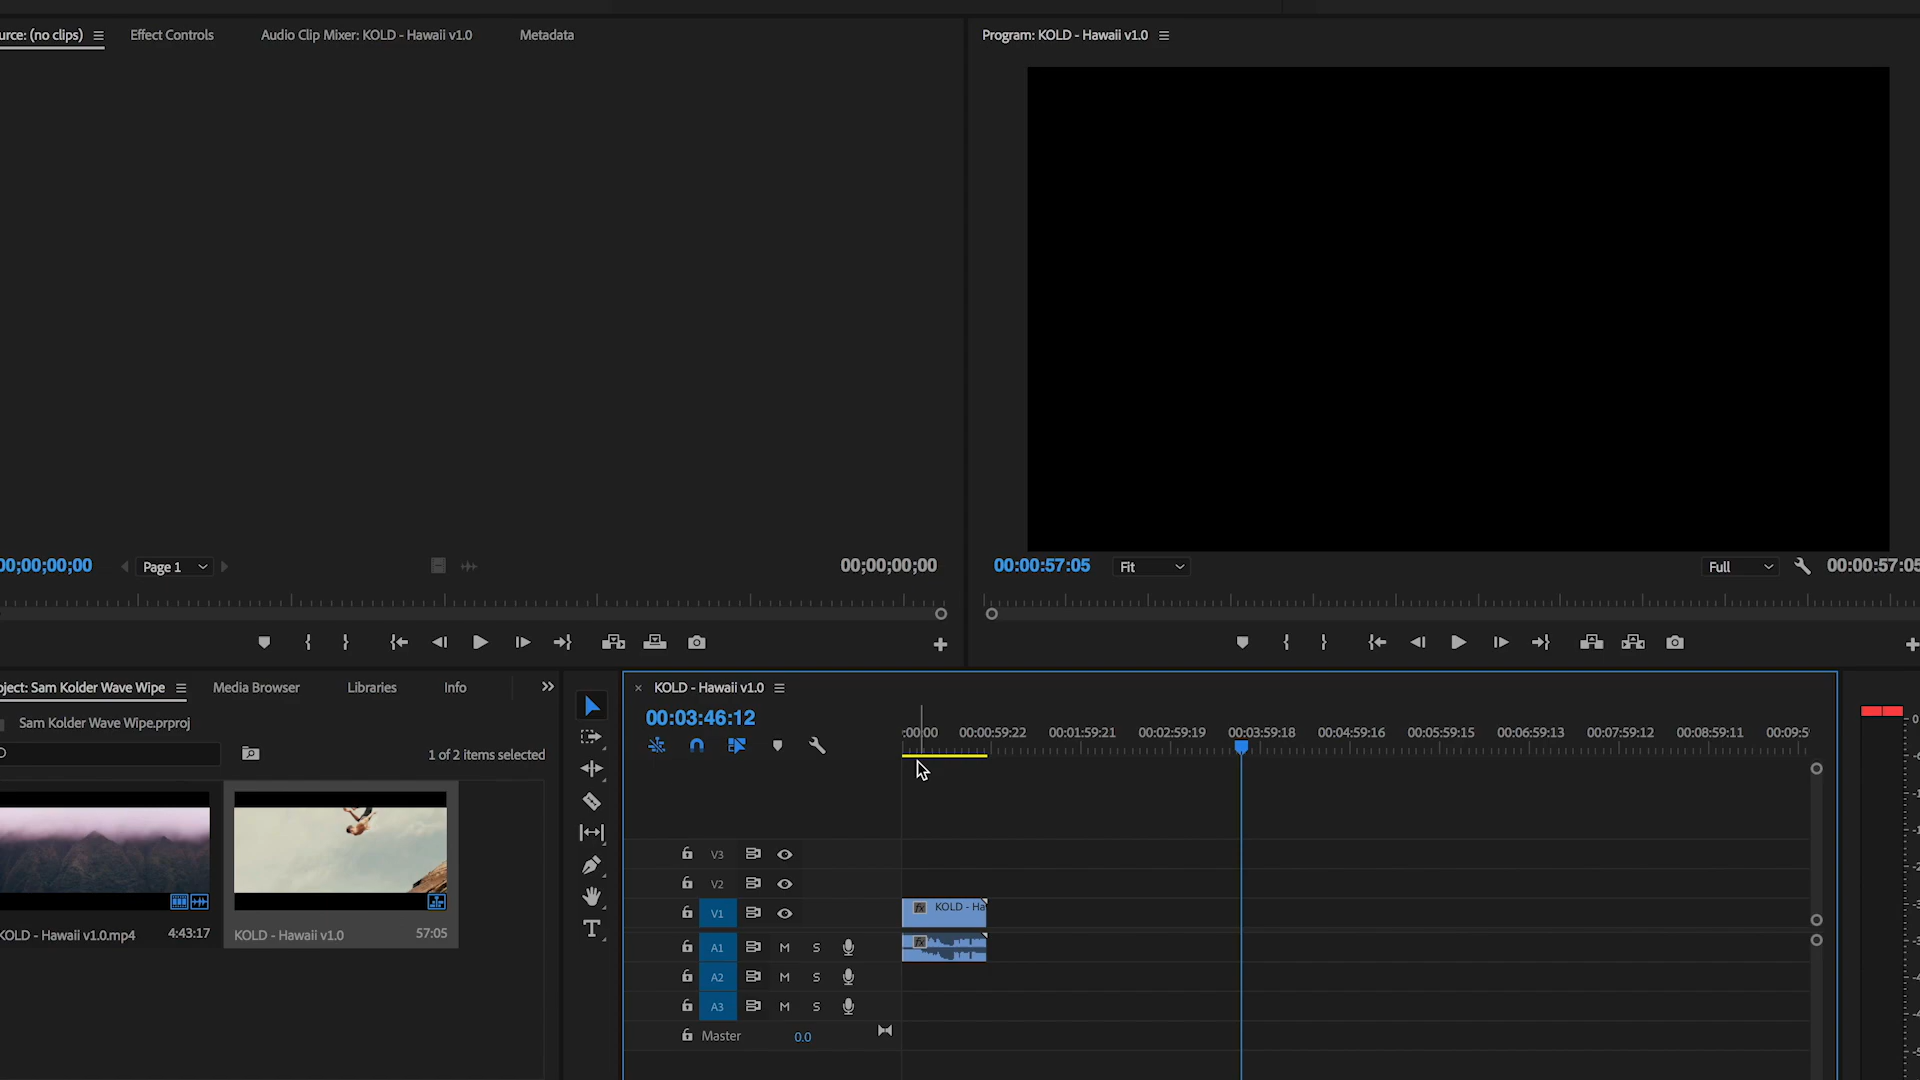 urce: (no clips) Effect Controls Audio Clip Mixer: KOLD - Hawaii v1.0 Metadata
Program: KOLD - Hawaii v1.0
00;00;00;00 Page 1 00;00;00;00
00:00:57:05 Fit Full 00:00:57:05
oject: Sam Kolder Wave Wipe Media Browser Libraries Info
Sam Kolder Wave Wipe.prproj
1 of 2 items selected
KOLD - Hawaii v1.0.mp4 4:43:17
KOLD - Hawaii v1.0 57:05
T
× KOLD - Hawaii v1.0
00:03:46:12
:00:00 00:00:59:22 00:01:59:21 00:02:59:19 00:03:59:18 00:04:59:16 00:05:59:15 00:06:59:13 00:07:59:12 00:08:59:11 00:09:5
V3
V2
V1 fx KOLD - Ha
A1 M S fx
A2 M S
A3 M S
Master 0.0